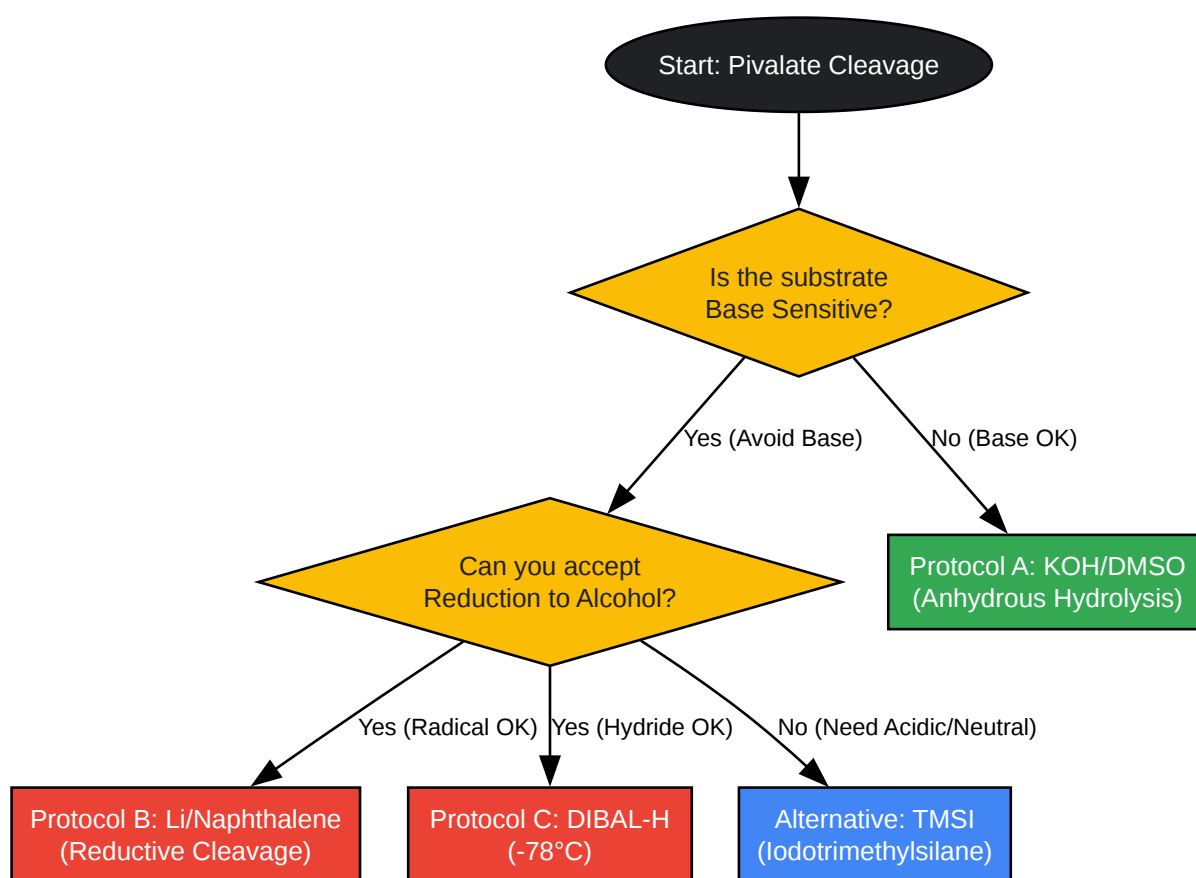 Start: Pivalate Cleavage
Is the substrate
Base Sensitive?
Yes (Avoid Base)
No (Base OK)
Can you accept
Reduction to Alcohol?
Protocol A: KOH/DMSO
(Anhydrous Hydrolysis)
Yes (Radical OK)
Yes (Hydride OK)
No (Need Acidic/Neutral)
Protocol B: Li/Naphthalene
(Reductive Cleavage)
Protocol C: DIBAL-H
(-78°C)
Alternative: TMSI
(Iodotrimethylsilane)